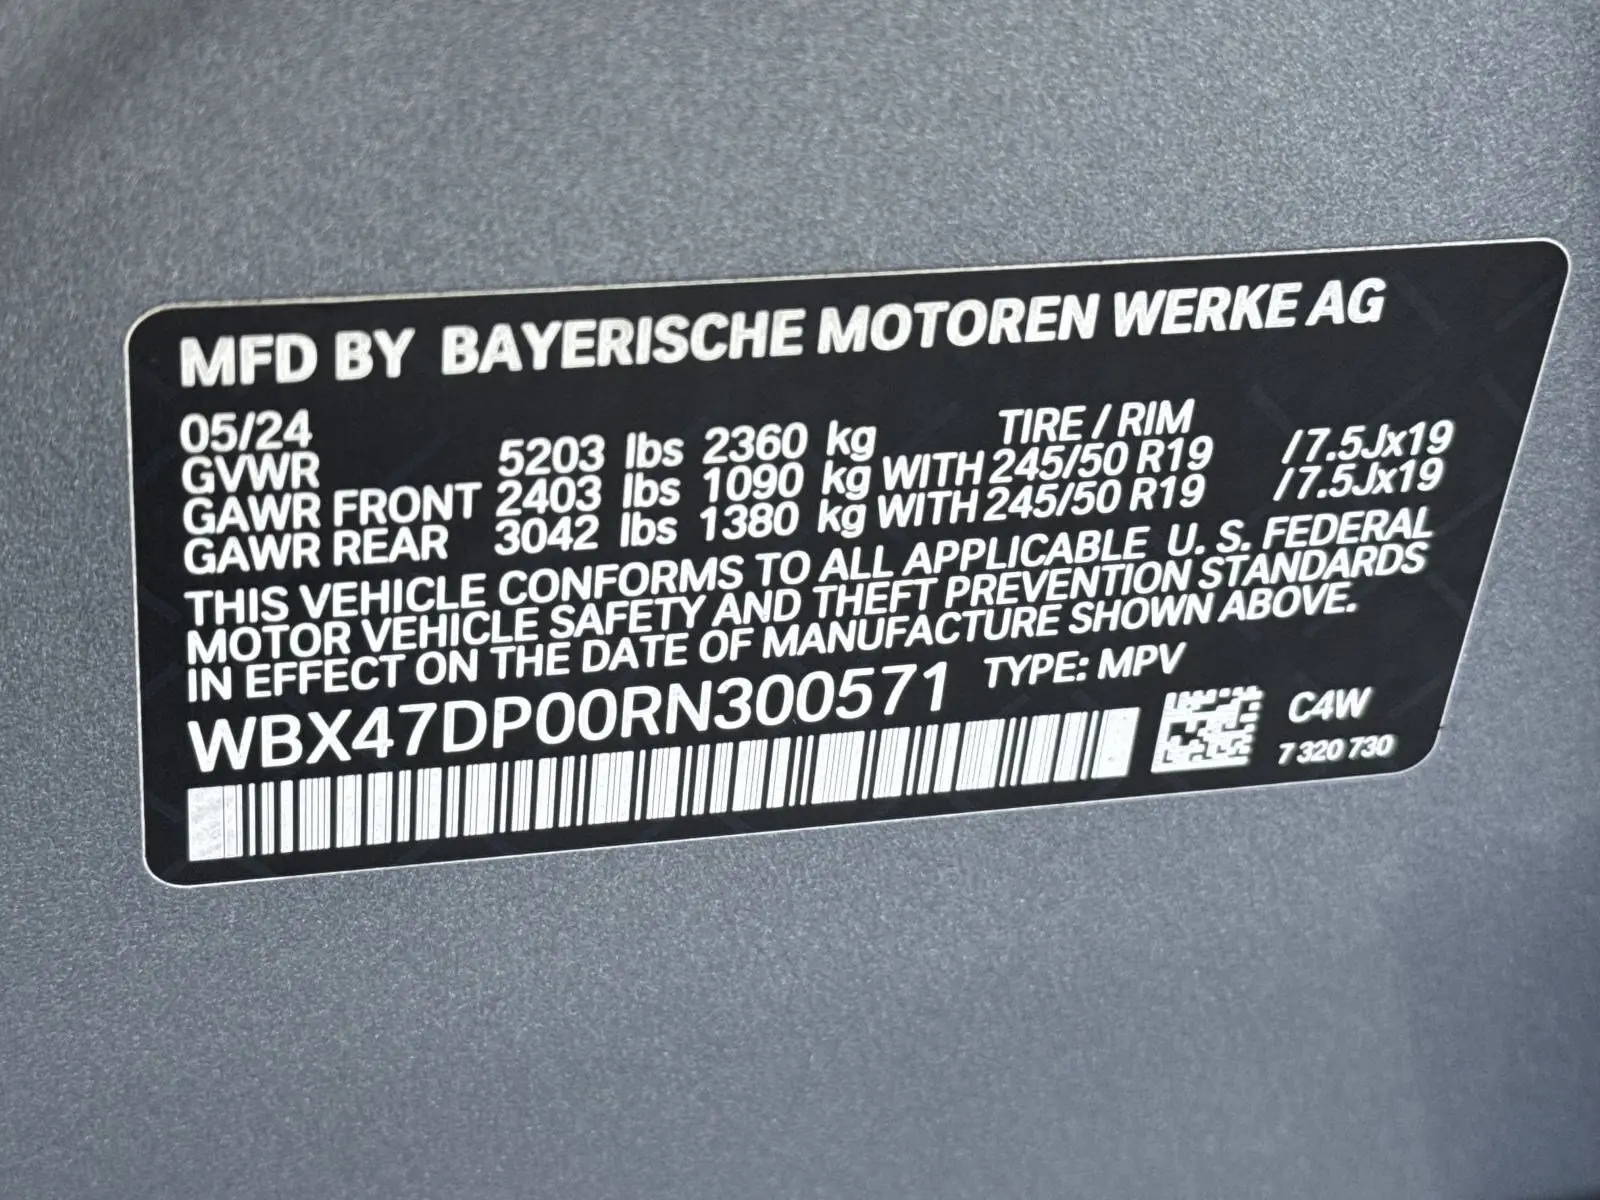 MFD BY BAYERISCHE MOTOREN WERKE AG
05/24 TIRE / RIM
GVWR 5203 lbs 2360 kg
GAWR FRONT 2403 lbs 1090 kg WITH 245/50 R19 /7.5Jx19
GAWR REAR 3042 lbs 1380 kg WITH 245/50 R19 /7.5Jx19
THIS VEHICLE CONFORMS TO ALL APPLICABLE U. S. FEDERAL
MOTOR VEHICLE SAFETY AND THEFT PREVENTION STANDARDS
IN EFFECT ON THE DATE OF MANUFACTURE SHOWN ABOVE.
WBX47DP00RN300571 TYPE: MPV
C4W
7 320 730